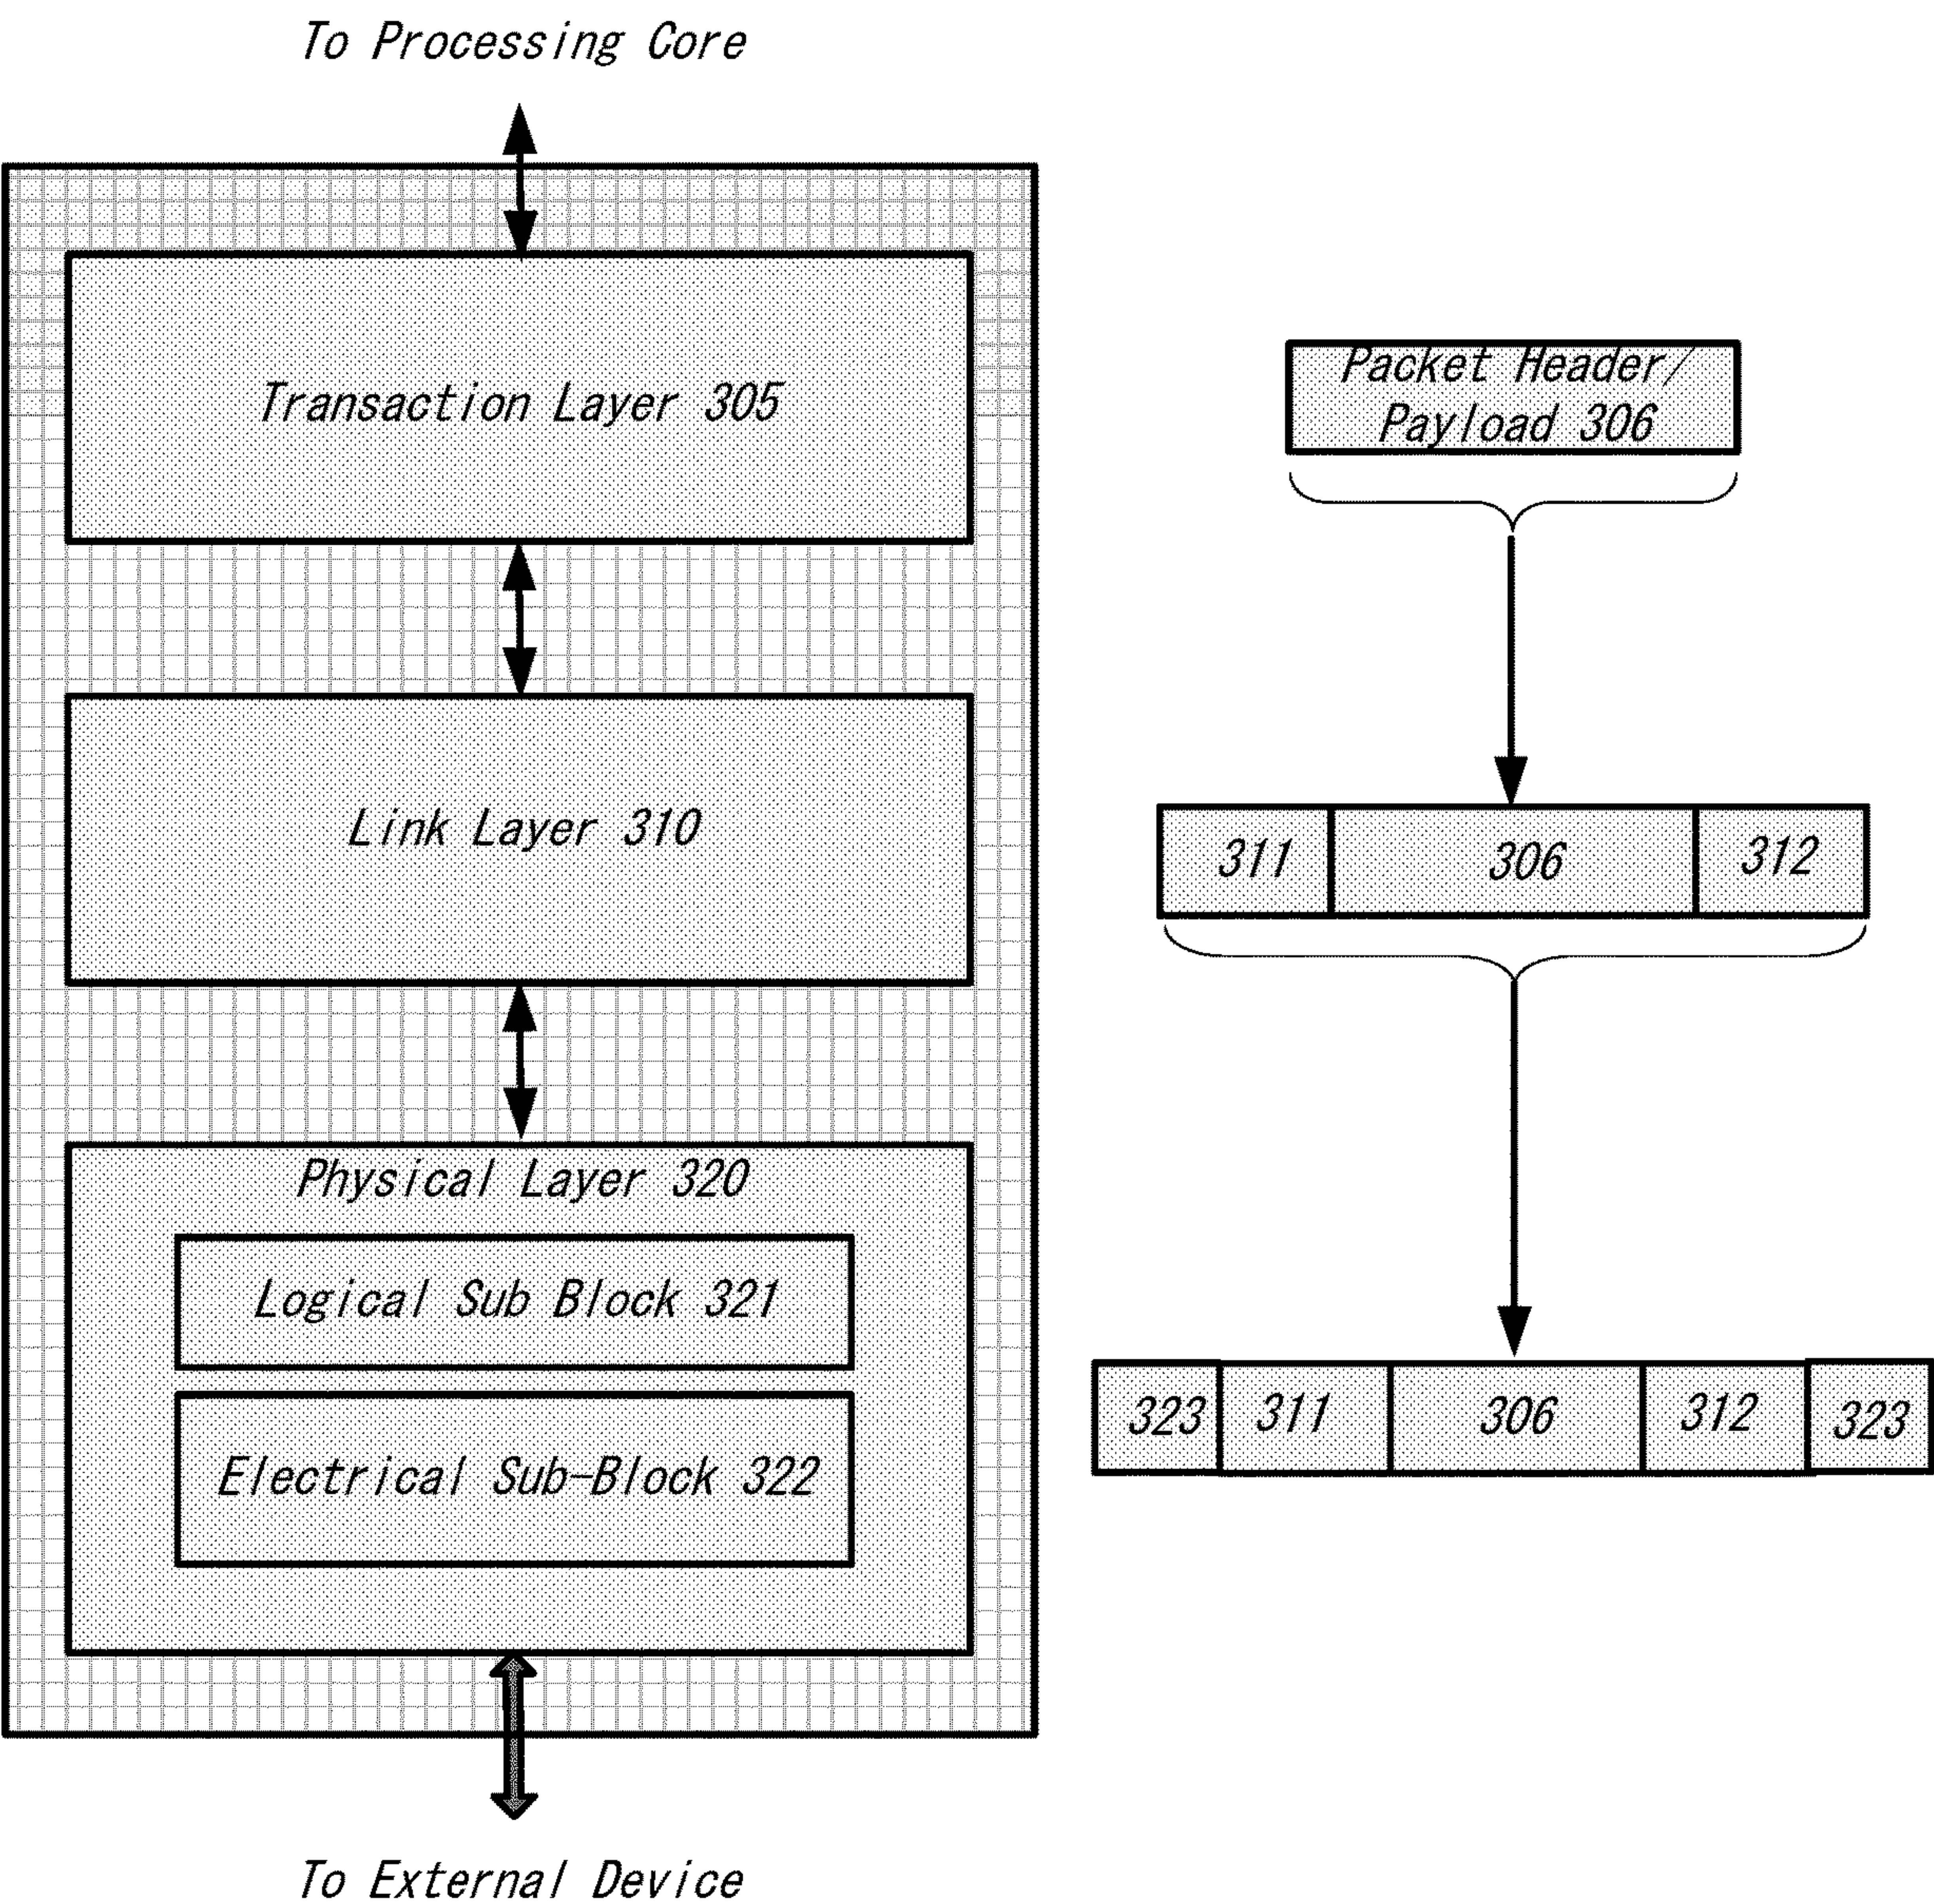 To Processing Core
Transaction Layer 305
Packet Header/
Payload 306
Link Layer 310
311 306 312
Physical Layer 320
Logical Sub Block 321
Electrical Sub-Block 322
323 311 306 312 323
To External Device